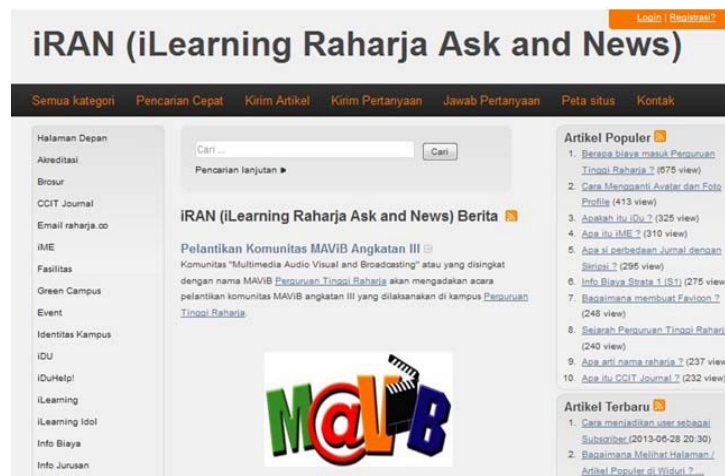 Login | Registrasi?
iRAN (iLearning Raharja Ask and News)
Semua kategori Pencarian Cepat Kirim Artikel Kirim Pertanyaan Jawab Pertanyaan Peta situs Kontak
Halaman Depan
Akreditasi
Brosur
CCIT Journal
Email raharja.co
iME
Fasilitas
Green Campus
Event
Identitas Kampus
iDU
iDuHelp!
iLearning
iLearning Idol
Info Biaya
Info Jurusan
Cari ...
Cari
Pencarian lanjutan
iRAN (iLearning Raharja Ask and News) Berita
Pelantikan Komunitas MAViB Angkatan III
Komunitas "Multimedia Audio Visual and Broadcasting" atau yang disingkat
dengan nama MAViB Perguruan Tinggi Raharja akan mengadakan acara
pelantikan komunitas MAViB angkatan III yang dilaksanakan di kampus Perguruan
Tinggi Raharja.
M@ViB
Artikel Populer
1. Berapa biaya masuk Perguruan
Tinggi Raharja ? (675 view)
2. Cara Mengganti Avatar dan Foto
Profile (413 view)
3. Apakah itu iDu ? (325 view)
4. Apa itu iME ? (310 view)
5. Apa si perbedaan Jurnal dengan
Skripsi ? (295 view)
6. Info Biaya Strata 1 (S1) (275 view
7. Bagaimana membuat Favicon ?
(248 view)
8. Sejarah Perguruan Tinggi Raharj
(240 view)
9. Apa arti nama raharja ? (237 view
10. Apa itu CCIT Journal ? (232 view)
Artikel Terbaru
1. Cara menjadikan user sebagai
Subscriber (2013-06-28 20:30)
2. Bagaimana Melihat Halaman /
Artikel Populer di Widuri ? ...